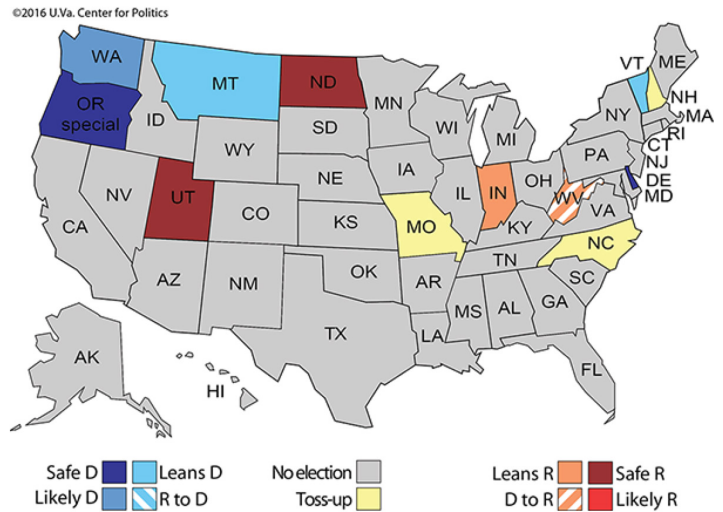 ©2016 U.Va. Center for Politics
WA
MT
ND
MN
VT
ME
OR
special
ID
SD
WI
MI
NY
NH
MA
RI
CT
NJ
DE
MD
WY
IA
PA
NE
NV
UT
CO
IL
IN
OH
WV
VA
CA
KS
MO
KY
NC
TN
AZ
NM
OK
AR
SC
MS
AL
GA
TX
LA
FL
AK
HI
Safe D
Leans D
No election
Leans R
Safe R
Likely D
R to D
Toss-up
D to R
Likely R